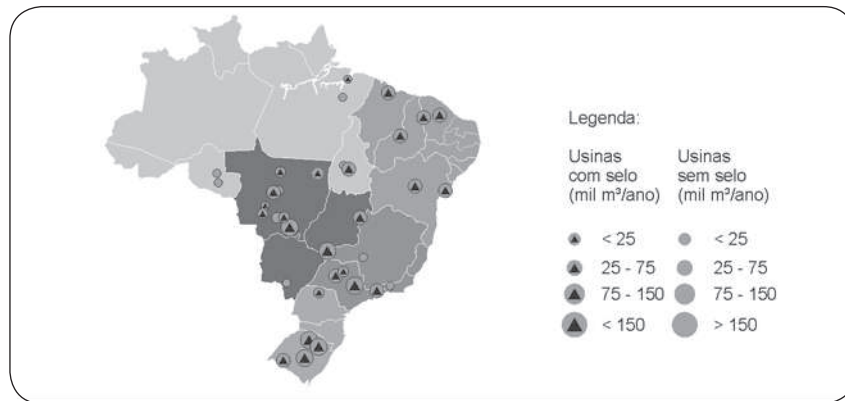 Legenda:
Usinas com selo (mil m³/ano)
Usinas sem selo (mil m³/ano)
< 25
< 25
25 - 75
25 - 75
75 - 150
75 - 150
< 150
> 150